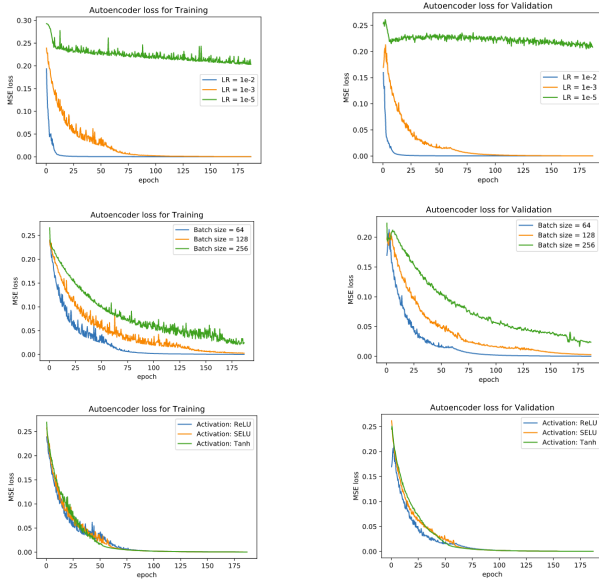 Autoencoder loss for Training
0.30
0.25
0.20
0.15
0.10
0.05
0.00
MSE loss
LR = 1e-2
LR = 1e-3
LR = 1e-5
0 25 50 75 100 125 150 175
epoch
Autoencoder loss for Validation
0.25
0.20
0.15
0.10
0.05
0.00
MSE loss
LR = 1e-2
LR = 1e-3
LR = 1e-5
0 25 50 75 100 125 150 175
epoch
Autoencoder loss for Training
Batch size = 64
Batch size = 128
Batch size = 256
0.25
0.20
0.15
0.10
0.05
0.00
MSE loss
0 25 50 75 100 125 150 175
epoch
Autoencoder loss for Validation
Batch size = 64
Batch size = 128
Batch size = 256
0.20
0.15
0.10
0.05
0.00
MSE loss
0 25 50 75 100 125 150 175
epoch
Autoencoder loss for Training
Activation: ReLU
Activation: SELU
Activation: Tanh
0.25
0.20
0.15
0.10
0.05
0.00
MSE loss
0 25 50 75 100 125 150 175
epoch
Autoencoder loss for Validation
Activation: ReLU
Activation: SELU
Activation: Tanh
0.25
0.20
0.15
0.10
0.05
0.00
MSE loss
0 25 50 75 100 125 150 175
epoch